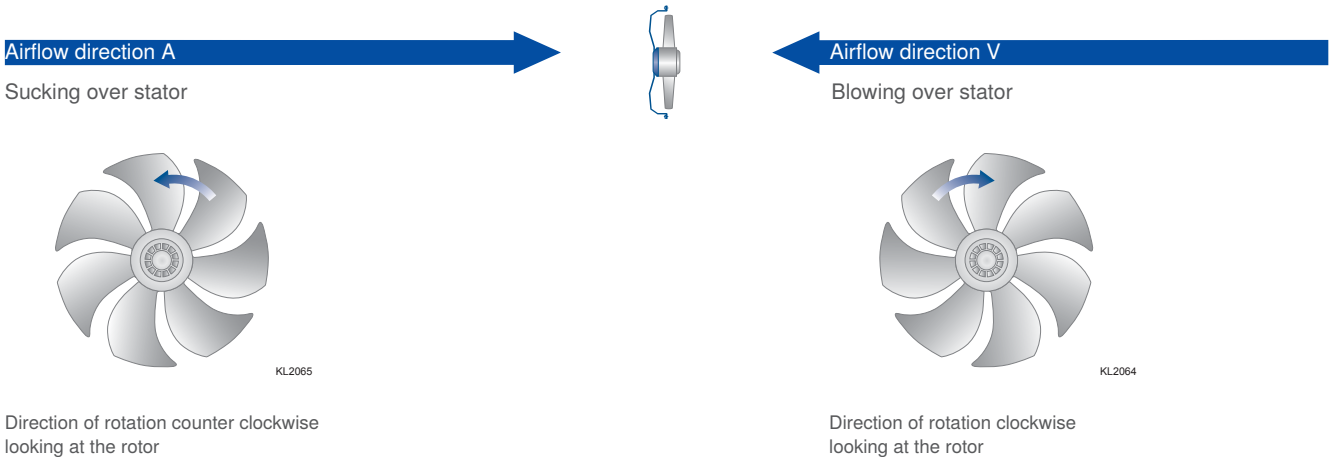 Airflow direction A
Sucking over stator
KL2065
Direction of rotation counter clockwise
looking at the rotor
Airflow direction V
Blowing over stator
KL2064
Direction of rotation clockwise
looking at the rotor